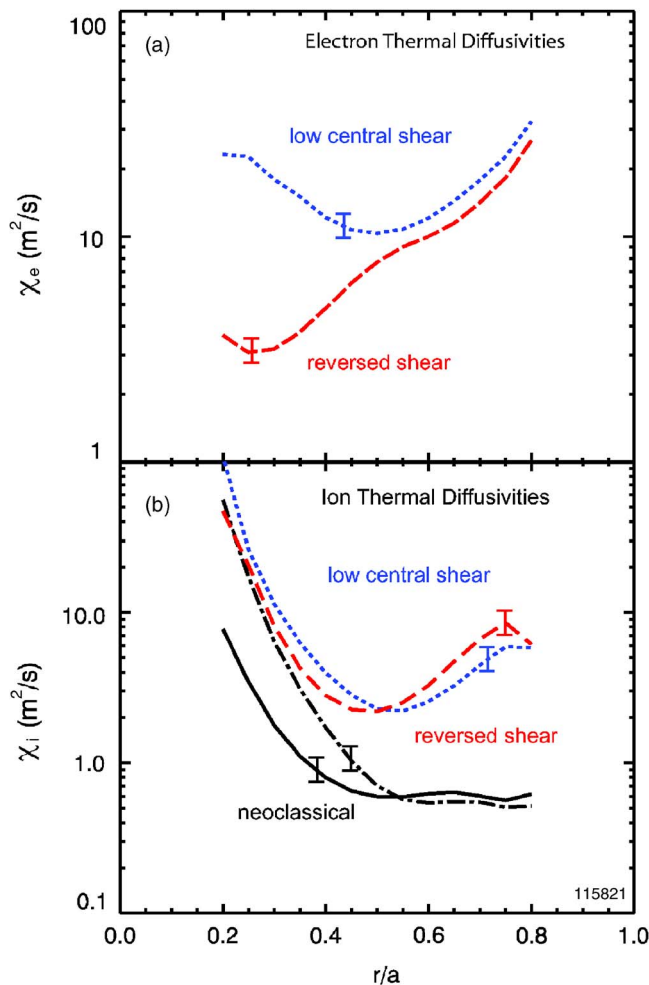 100
(a)
Electron Thermal Diffusivities
low central shear
10
χe (m²/s)
reversed shear
1
(b)
Ion Thermal Diffusivities
low central shear
10.0
χi (m²/s)
reversed shear
1.0
neoclassical
115821
0.1
0.0 0.2 0.4 0.6 0.8 1.0
r/a